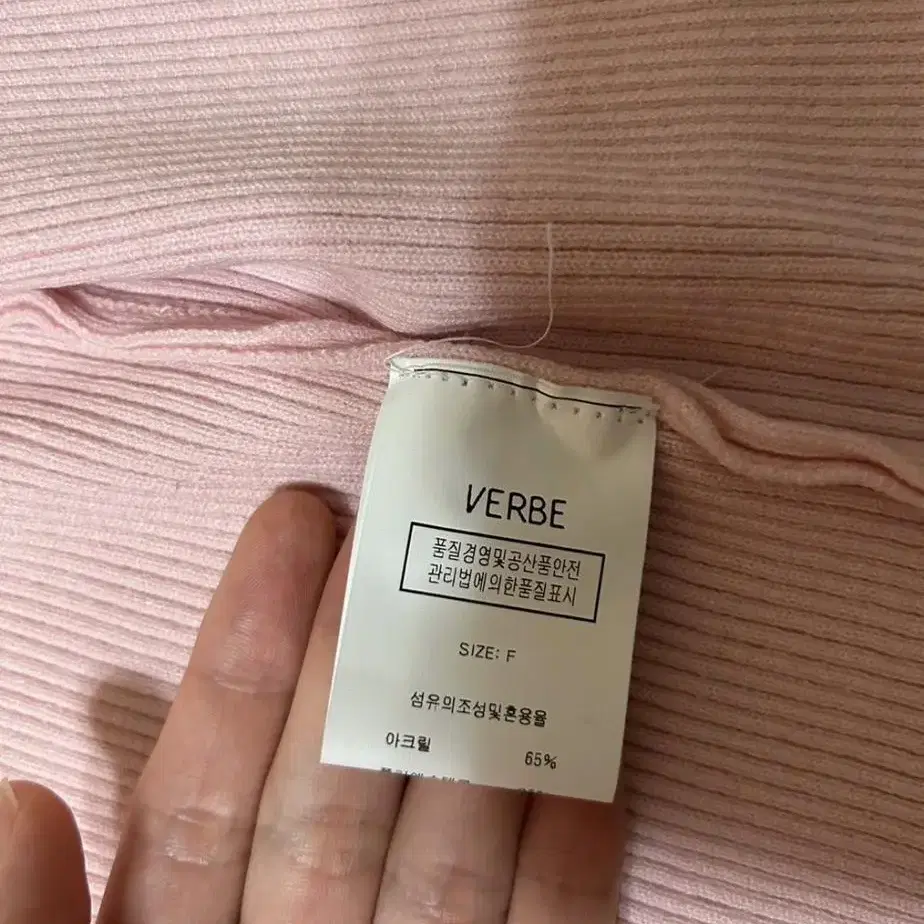 VERBE
품질경영및공산품안전
관리법에의한품질표시
SIZE: F
섬유의조성및혼용율
아크릴 65%